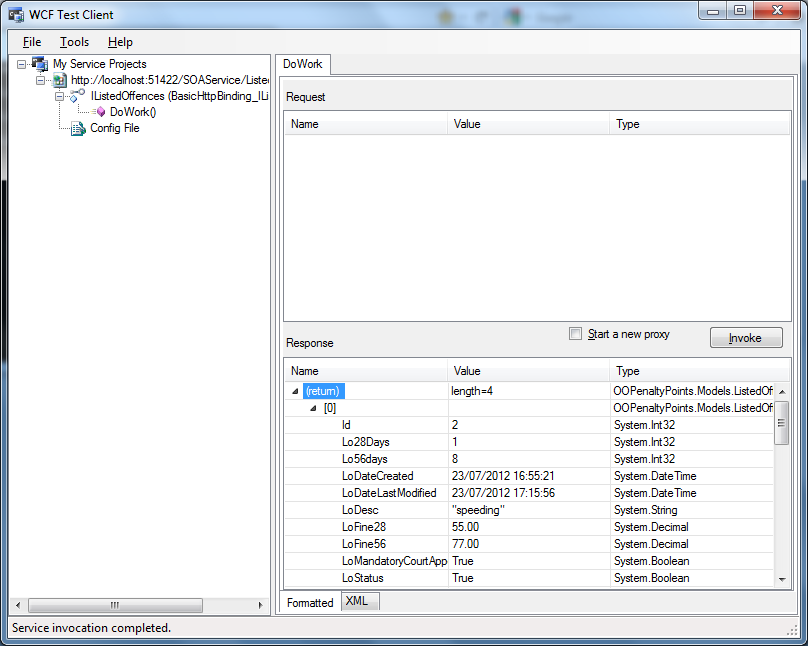 WCF Test Client
File Tools Help
My Service Projects
http://localhost:51422/SOAService/Listed
IListedOffences (BasicHttpBinding_ILi
DoWork()
Config File
DoWork
Request
Name Value Type
Start a new proxy
Invoke
Response
Name Value Type
(return) length=4 OOPenaltyPoints.Models.ListedOf
[0] OOPenaltyPoints.Models.ListedOf
Id 2 System.Int32
Lo28Days 1 System.Int32
Lo56days 8 System.Int32
LoDateCreated 23/07/2012 16:55:21 System.DateTime
LoDateLastModified 23/07/2012 17:15:56 System.DateTime
LoDesc "speeding" System.String
LoFine28 55.00 System.Decimal
LoFine56 77.00 System.Decimal
LoMandatoryCourtApp True System.Boolean
LoStatus True System.Boolean
Formatted XML
Service invocation completed.